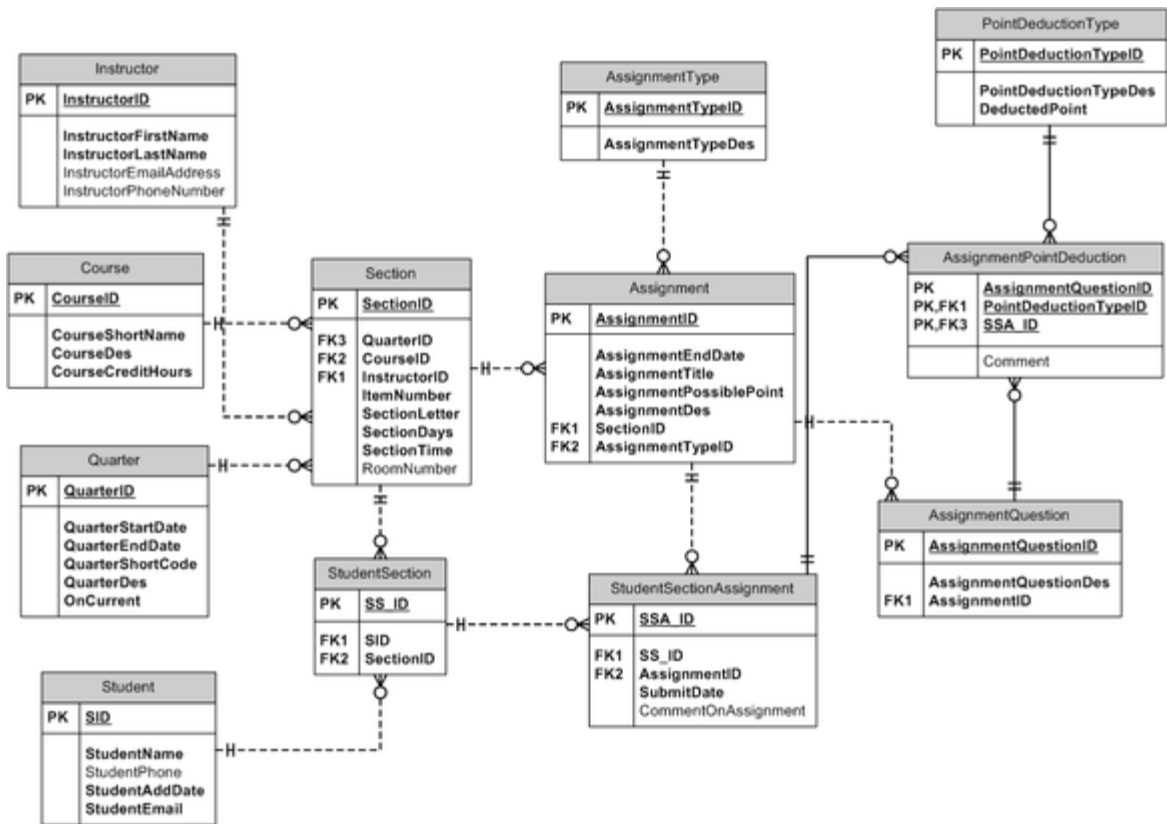 PointDeductionType
PK PointDeductionTypeID
PointDeductionTypeDes
DeductedPoint
Instructor
PK InstructorID
InstructorFirstName
InstructorLastName
InstructorEmailAddress
InstructorPhoneNumber
AssignmentType
PK AssignmentTypeID
AssignmentTypeDes
Course
PK CourseID
CourseShortName
CourseDes
CourseCreditHours
Section
PK SectionID
FK3 QuarterID
FK2 CourseID
FK1 InstructorID
ItemNumber
SectionLetter
SectionDays
SectionTime
RoomNumber
Assignment
PK AssignmentID
AssignmentEndDate
AssignmentTitle
AssignmentPossiblePoint
AssignmentDes
FK1 SectionID
FK2 AssignmentTypeID
AssignmentPointDeduction
PK AssignmentQuestionID
PK,FK1 PointDeductionTypeID
PK,FK3 SSA_ID
Comment
Quarter
PK QuarterID
QuarterStartDate
QuarterEndDate
QuarterShortCode
QuarterDes
OnCurrent
StudentSection
PK SS_ID
FK1 SID
FK2 SectionID
StudentSectionAssignment
PK SSA_ID
FK1 SS_ID
FK2 AssignmentID
SubmitDate
CommentOnAssignment
AssignmentQuestion
PK AssignmentQuestionID
AssignmentQuestionDes
FK1 AssignmentID
Student
PK SID
StudentName
StudentPhone
StudentAddDate
StudentEmail